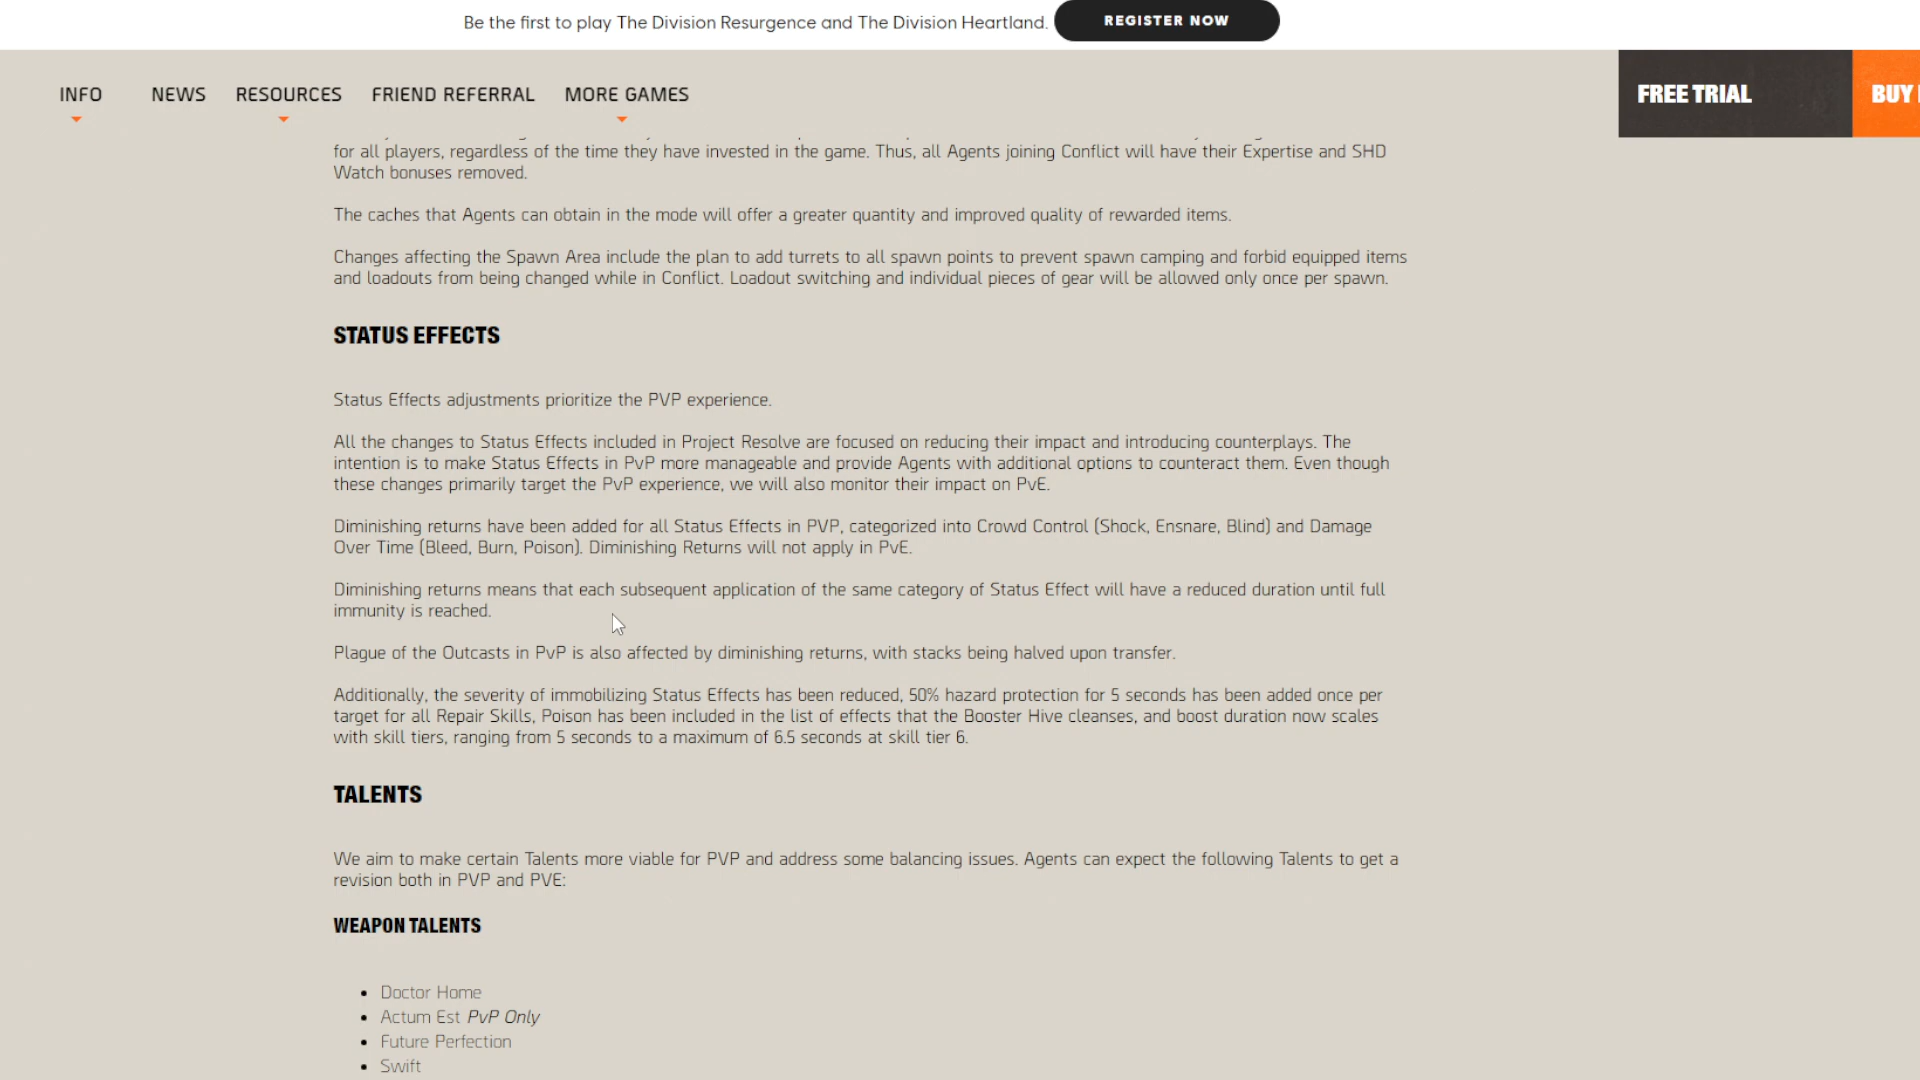 Be the first to play The Division Resurgence and The Division Heartland.
REGISTER NOW
INFO
NEWS
RESOURCES
FRIEND REFERRAL
MORE GAMES
FREE TRIAL
BUY
for all players, regardless of the time they have invested in the game. Thus, all Agents joining Conflict will have their Expertise and SHD
Watch bonuses removed.
The caches that Agents can obtain in the mode will offer a greater quantity and improved quality of rewarded items.
Changes affecting the Spawn Area include the plan to add turrets to all spawn points to prevent spawn camping and forbid equipped items
and loadouts from being changed while in Conflict. Loadout switching and individual pieces of gear will be allowed only once per spawn.
STATUS EFFECTS
Status Effects adjustments prioritize the PVP experience.
All the changes to Status Effects included in Project Resolve are focused on reducing their impact and introducing counterplays. The
intention is to make Status Effects in PvP more manageable and provide Agents with additional options to counteract them. Even though
these changes primarily target the PvP experience, we will also monitor their impact on PvE.
Diminishing returns have been added for all Status Effects in PVP, categorized into Crowd Control (Shock, Ensnare, Blind) and Damage
Over Time (Bleed, Burn, Poison). Diminishing Returns will not apply in PvE.
Diminishing returns means that each subsequent application of the same category of Status Effect will have a reduced duration until full
immunity is reached.
Plague of the Outcasts in PvP is also affected by diminishing returns, with stacks being halved upon transfer.
Additionally, the severity of immobilizing Status Effects has been reduced, 50% hazard protection for 5 seconds has been added once per
target for all Repair Skills, Poison has been included in the list of effects that the Booster Hive cleanses, and boost duration now scales
with skill tiers, ranging from 5 seconds to a maximum of 6.5 seconds at skill tier 6.
TALENTS
We aim to make certain Talents more viable for PVP and address some balancing issues. Agents can expect the following Talents to get a
revision both in PVP and PVE:
WEAPON TALENTS
• Doctor Home
• Actum Est PvP Only
• Future Perfection
• Swift